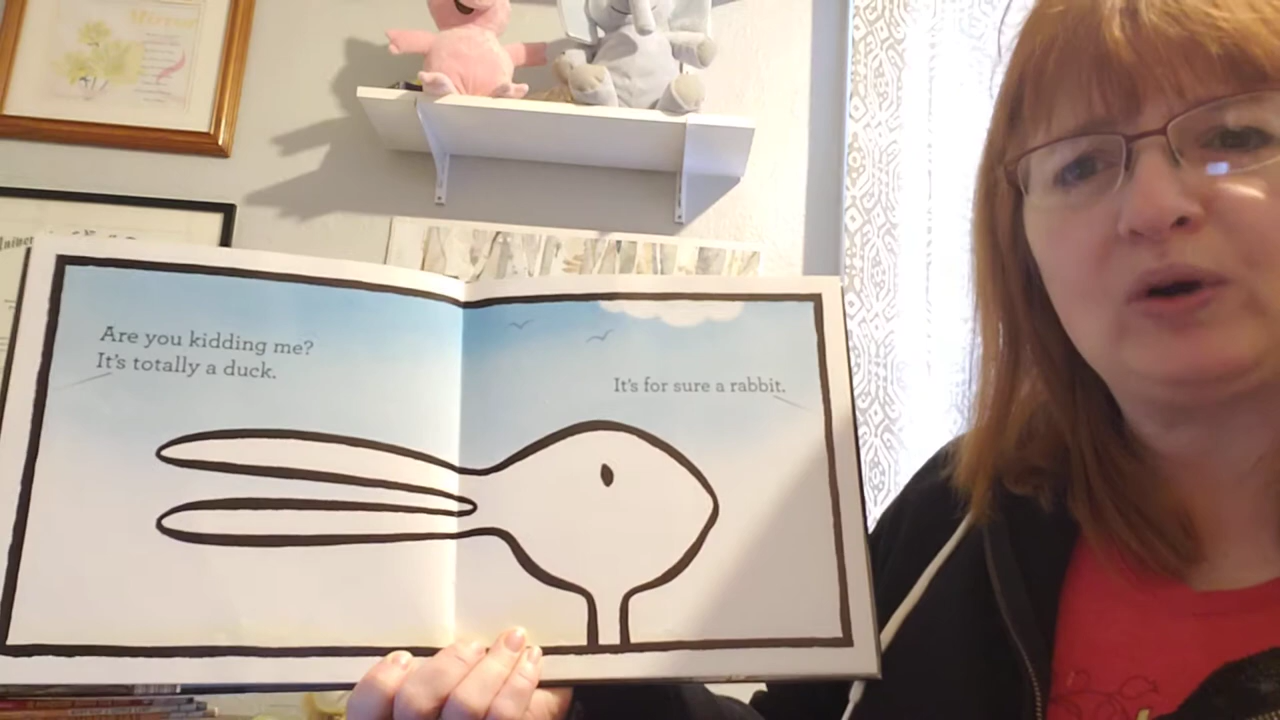 Are you kidding me?
It's totally a duck.
It's for sure a rabbit.